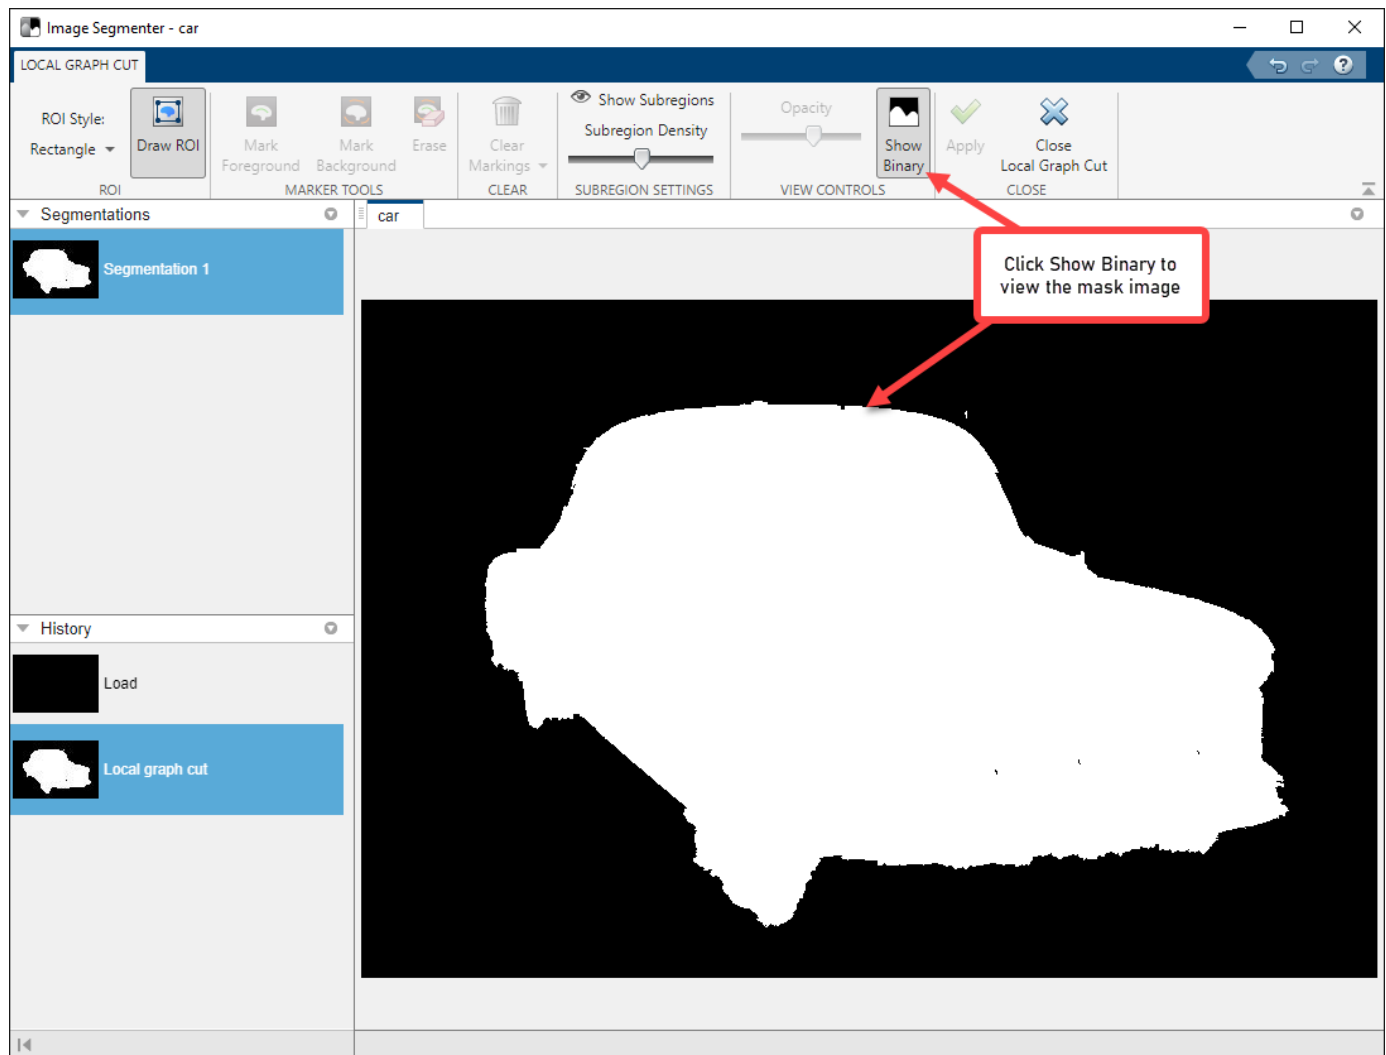 Image Segmenter - car
LOCAL GRAPH CUT
?
ROI Style:
Rectangle
Draw ROI
ROI
Mark
Foreground
Mark
Background
Erase
MARKER TOOLS
Clear
Markings
CLEAR
Show Subregions
Subregion Density
SUBREGION SETTINGS
Opacity
Show
Binary
VIEW CONTROLS
Apply
Close
Local Graph Cut
CLOSE
Segmentations
car
Segmentation 1
Click Show Binary to
view the mask image
History
Load
Local graph cut